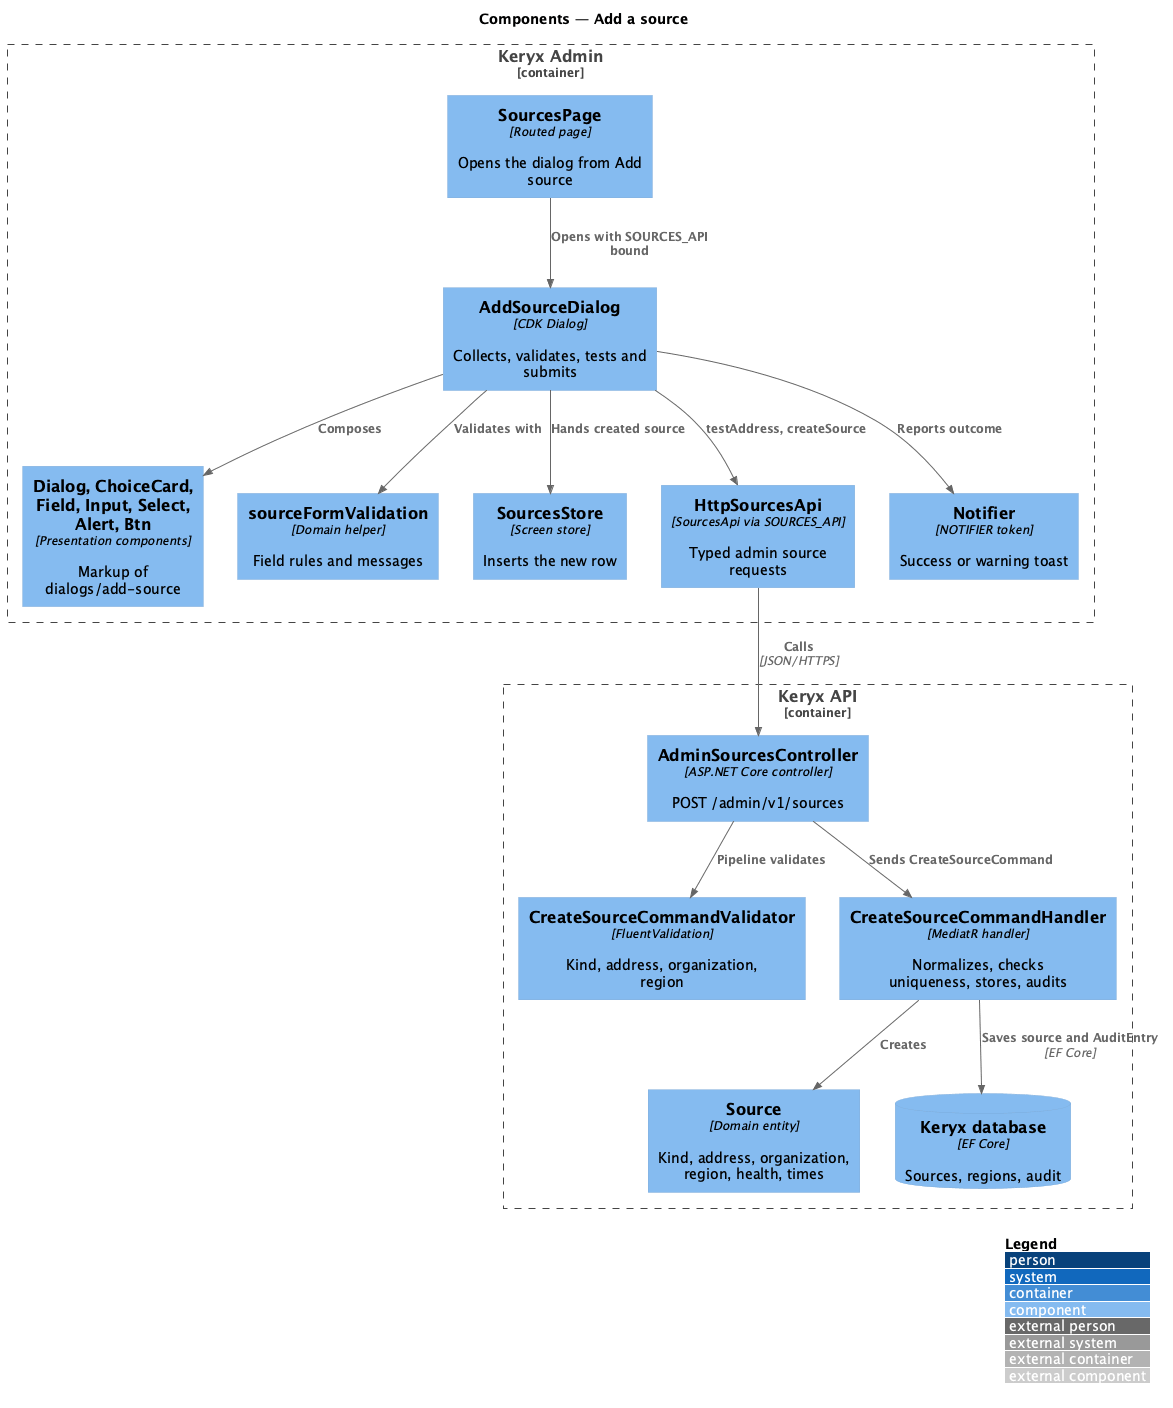 Components — Add a source
Keryx Admin
[container]
SourcesPage
[Routed page]
Opens the dialog from Add
source
Opens with SOURCES_API
bound
AddSourceDialog
[CDK Dialog]
Collects, validates, tests and
submits
Composes
Validates with
Hands created source
testAddress, createSource
Reports outcome
Dialog, ChoiceCard,
Field, Input, Select,
Alert, Btn
[Presentation components]
Markup of
dialogs/add-source
sourceFormValidation
[Domain helper]
Field rules and messages
SourcesStore
[Screen store]
Inserts the new row
HttpSourcesApi
[SourcesApi via SOURCES_API]
Typed admin source
requests
Notifier
[NOTIFIER token]
Success or warning toast
Calls
[JSON/HTTPS]
Keryx API
[container]
AdminSourcesController
[ASP.NET Core controller]
POST /admin/v1/sources
Pipeline validates
Sends CreateSourceCommand
CreateSourceCommandValidator
[FluentValidation]
Kind, address, organization,
region
CreateSourceCommandHandler
[MediatR handler]
Normalizes, checks
uniqueness, stores, audits
Creates
Saves source and AuditEntry
[EF Core]
Source
[Domain entity]
Kind, address, organization,
region, health, times
Keryx database
[EF Core]
Sources, regions, audit
Legend
person
system
container
component
external person
external system
external container
external component